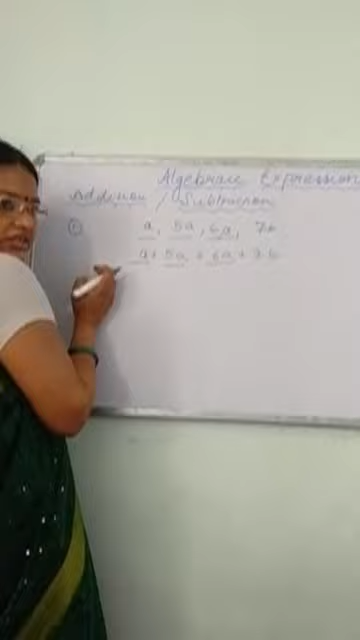 Algebraic Expression
Addition / Subtraction
① a, 5a, 6a, 7b
a + 5a + 6a + 7b